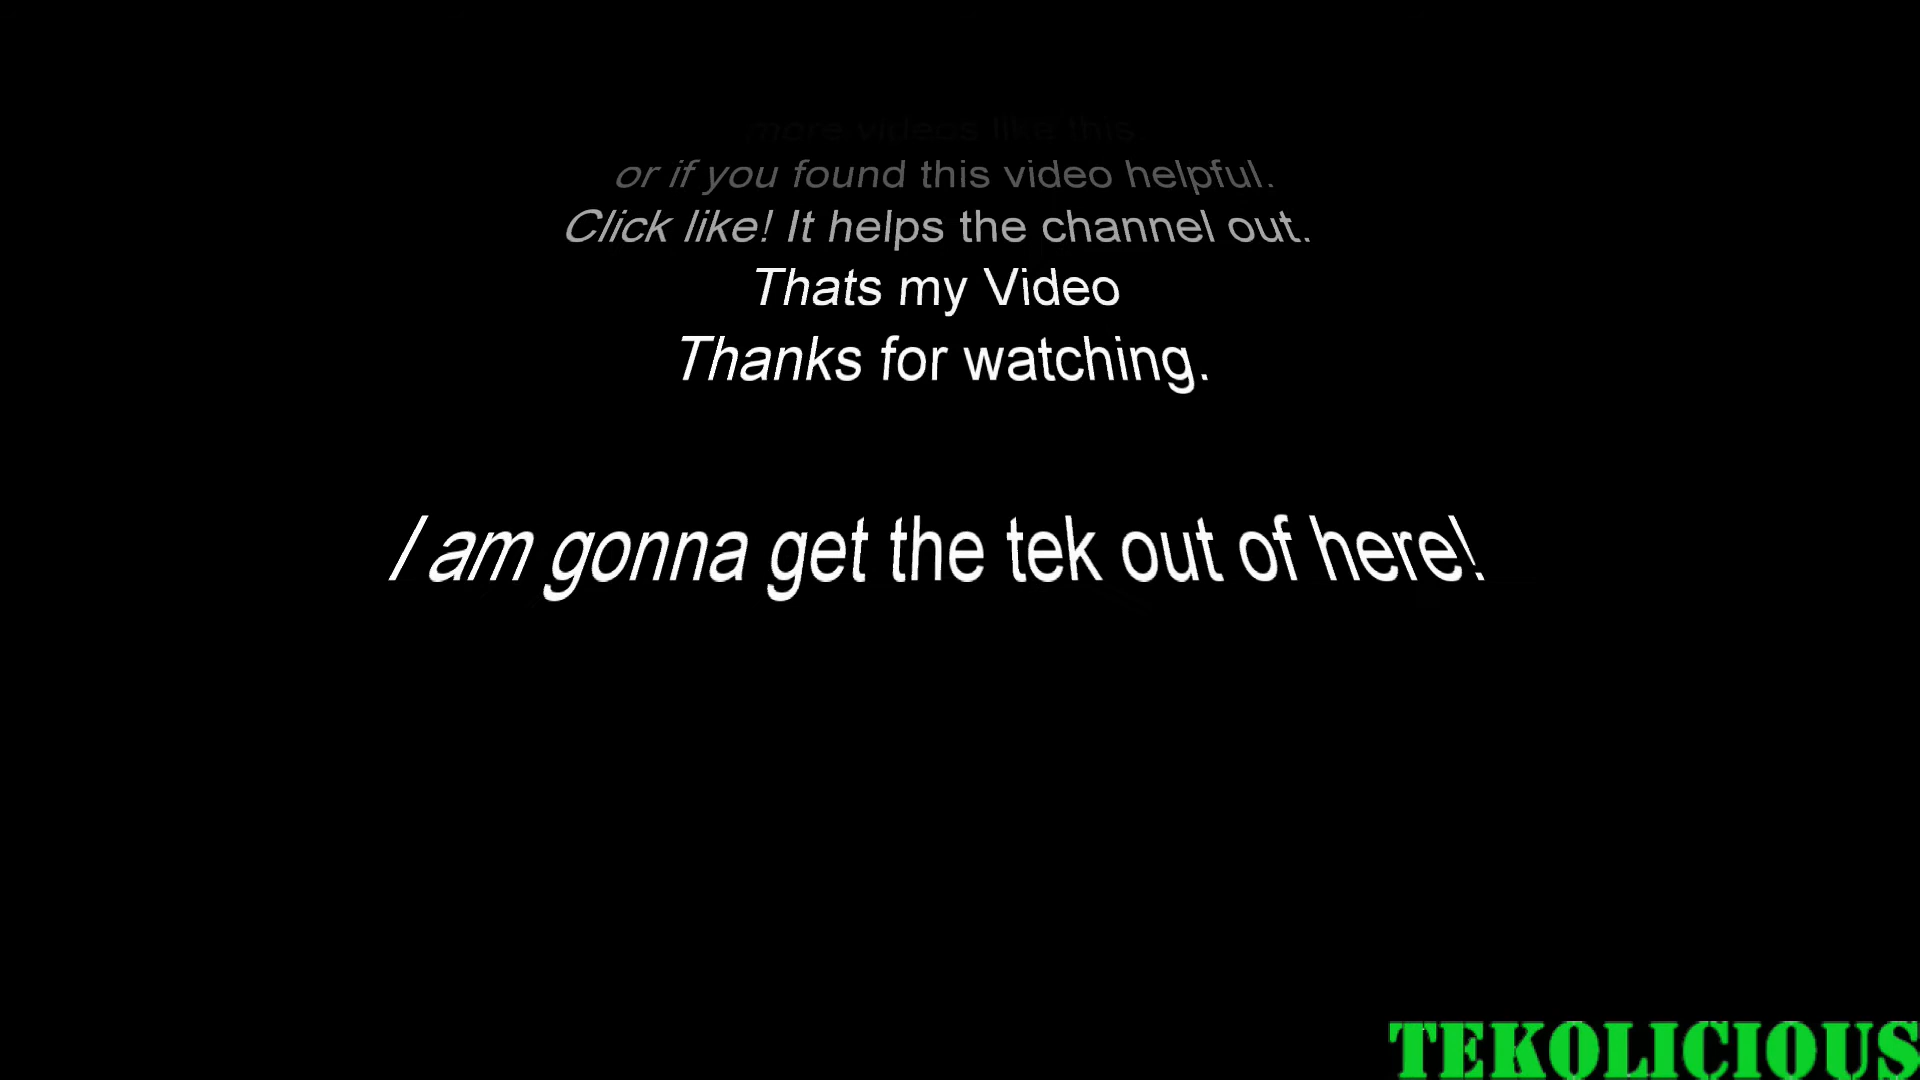 more videos like this
or if you found this video helpful.
Click like! It helps the channel out.
Thats my Video
Thanks for watching.
I am gonna get the tek out of here!
TEKOLICIOUS